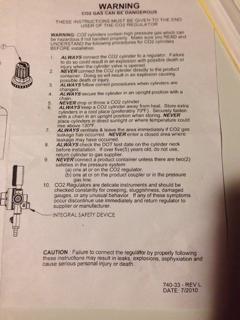 WARNING
CO2 GAS CAN BE DANGEROUS
THESE INSTRUCTIONS MUST BE GIVEN TO THE END
USER OF THE CO2 REGULATOR
WARNING: CO2 cylinders contain high pressure gas which can
be hazardous if not handled properly. Make sure you READ and
UNDERSTAND the following procedures for CO2 cylinders
BEFORE installation.
1. ALWAYS connect the CO2 cylinder to a regulator. Failure
to do so could result in an explosion with possible death or
injury when the cylinder valve is opened.
2. NEVER connect the CO2 cylinder directly to the product
container. Doing so will result in an explosion causing
possible death or injury.
3. ALWAYS follow correct procedures when cylinders are
changed.
4. ALWAYS secure the cylinder in an upright position with a
chain.
5. NEVER drop or throw a CO2 cylinder
6. ALWAYS keep a CO2 cylinder away from heat. Store extra
cylinders in a cool place (preferably 70°F). Securely fasten
with a chain in an upright position when storing. NEVER
place cylinders in direct sunlight or where temperature could
rise above
7. ALWAYS ventilate & leave the area immediately if CO2 gas
leakage has occurred. NEVER enter a closed area where
leakage may have occurred.
8. ALWAYS check the DOT test date on the cylinder neck
before installation. If over five(5) years old, do not use,
return cylinder to gas supplier.
9. NEVER connect a product container unless there are two(2)
safeties in the pressure system
(a) one at or on the CO2 regulator
(b) one at or on the product coupler or in the pressure
gas line
10. CO2 Regulators are delicate instruments and should be
checked constantly for creeping, sluggishness, damaged
gauges, or any unusual behavior. If any of these symptoms
occur discontinue use immediately and return regulator to
supplier or manufacturer.
INTEGRAL SAFETY DEVICE
CAUTION: Failure to connect the regulator by properly following
these instructions may result in leaks, explosions, asphyxiation and
cause serious personal injury or death.
740-33 - REV L
DATE: 7/2010